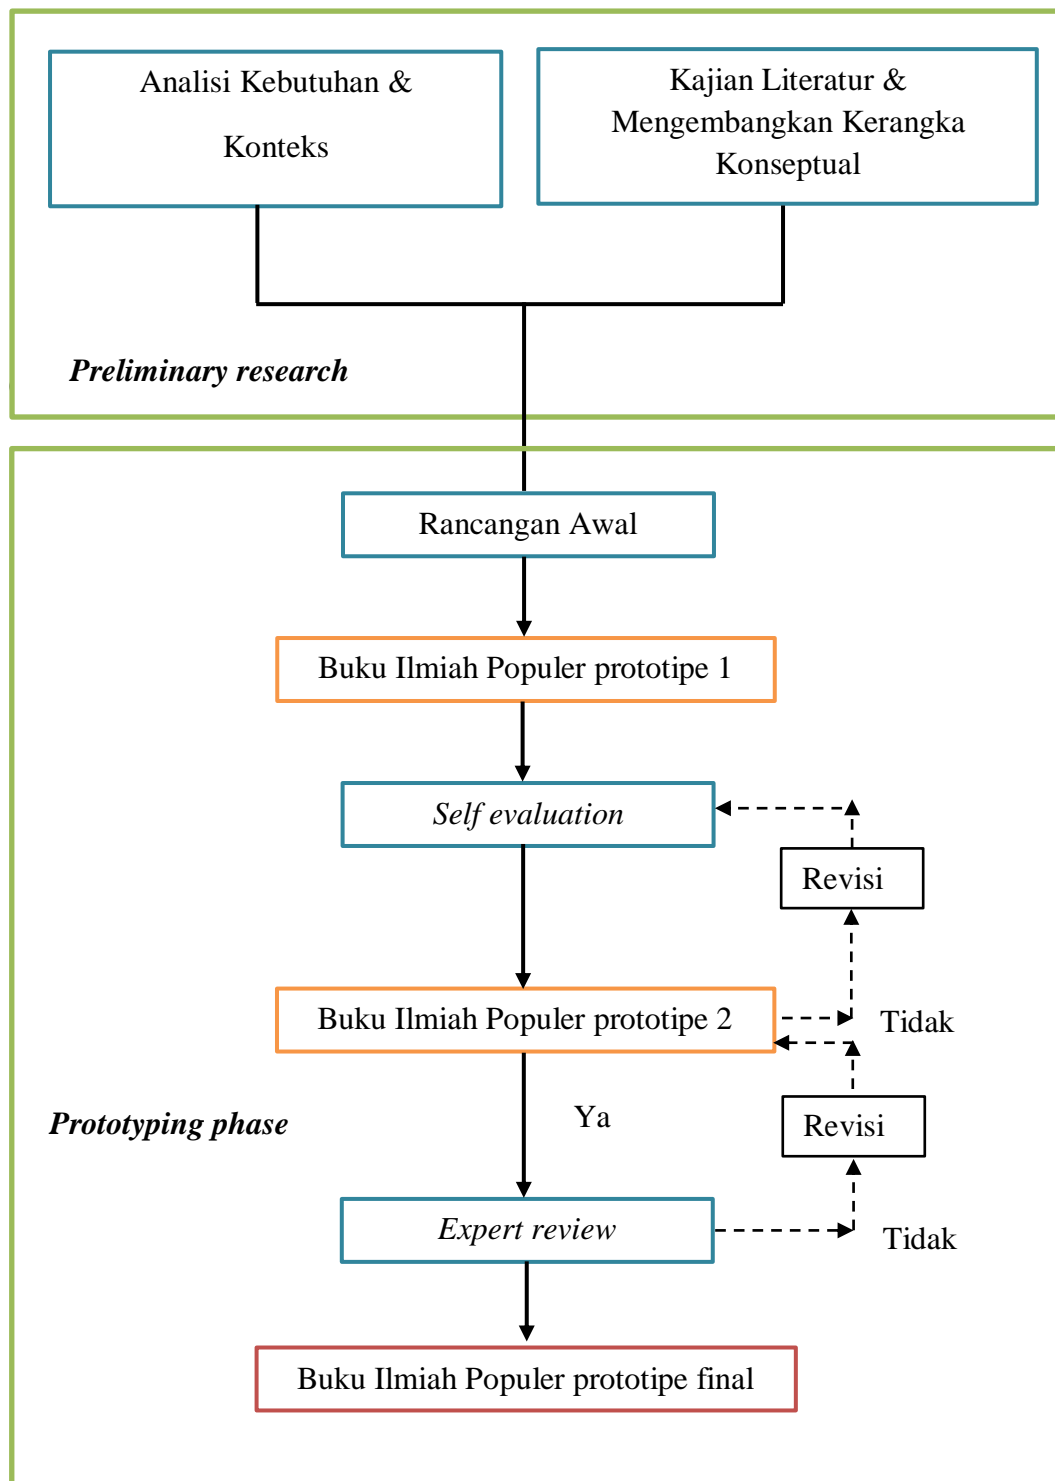 Analisi Kebutuhan &
Konteks
Kajian Literatur &
Mengembangkan Kerangka
Konseptual
Preliminary research
Rancangan Awal
Buku Ilmiah Populer prototipe 1
Self evaluation
Revisi
Buku Ilmiah Populer prototipe 2
Tidak
Ya
Revisi
Prototyping phase
Expert review
Tidak
Buku Ilmiah Populer prototipe final